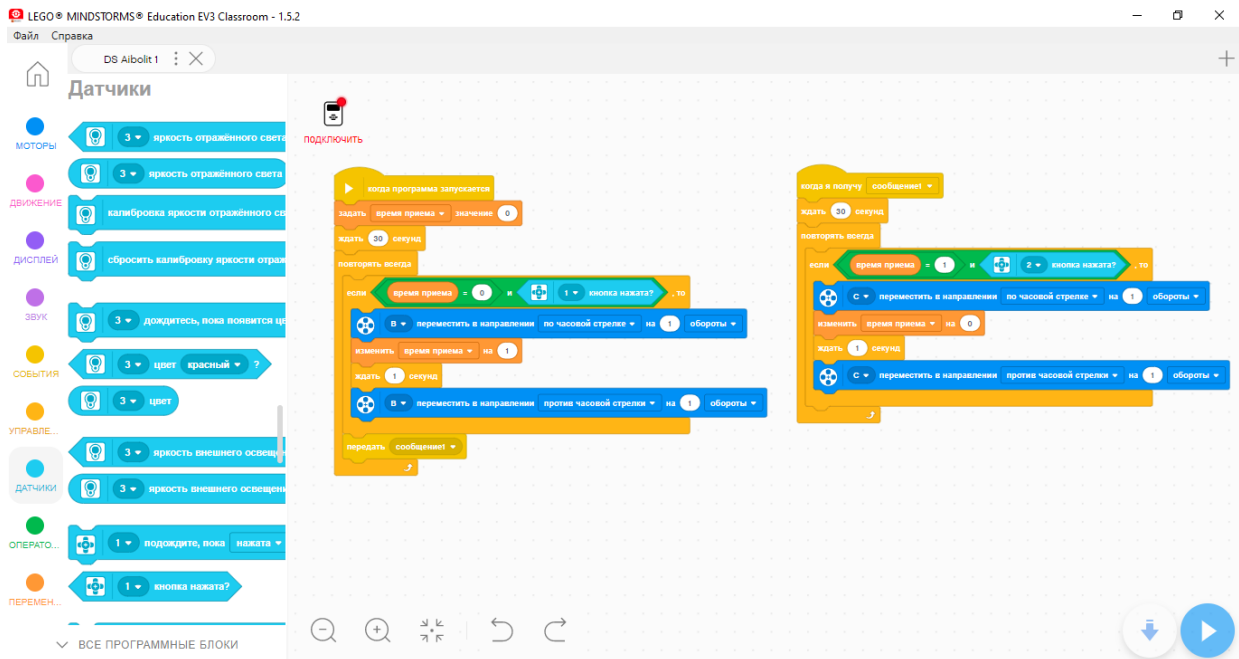 LEGO® MINDSTORMS® Education EV3 Classroom - 1.5.2
Файл Справка
DS Aibolit 1
Датчики
МОТОРЫ
ДВИЖЕНИЕ
ДИСПЛЕЙ
ЗВУК
СОБЫТИЯ
УПРАВЛЕ...
ДАТЧИКИ
ОПЕРАТО...
ПЕРЕМЕН...
3 яркость отражённого света
3 яркость отражённого света
калибровка яркости отражённого св
сбросить калибровку яркости отраж
3 дождитесь, пока появится цв
3 цвет красный ?
3 цвет
3 яркость внешнего освеще
3 яркость внешнего освещени
1 подождите, пока нажата
1 кнопка нажата?
ВСЕ ПРОГРАММНЫЕ БЛОКИ
ПОДКЛЮЧИТЬ
когда программа запускается
задать время приема значение 0
ждать 30 секунд
повторять всегда
если время приема = 0 и 1 кнопка нажата? , то
B переместить в направлении по часовой стрелке на 1 обороты
изменить время приема на 1
ждать 1 секунд
B переместить в направлении против часовой стрелки на 1 обороты
передать сообщение1
когда я получу сообщение1
ждать 30 секунд
повторять всегда
если время приема = 1 и 2 кнопка нажата? , то
C переместить в направлении по часовой стрелке на 1 обороты
изменить время приема на 0
ждать 1 секунд
C переместить в направлении против часовой стрелки на 1 обороты